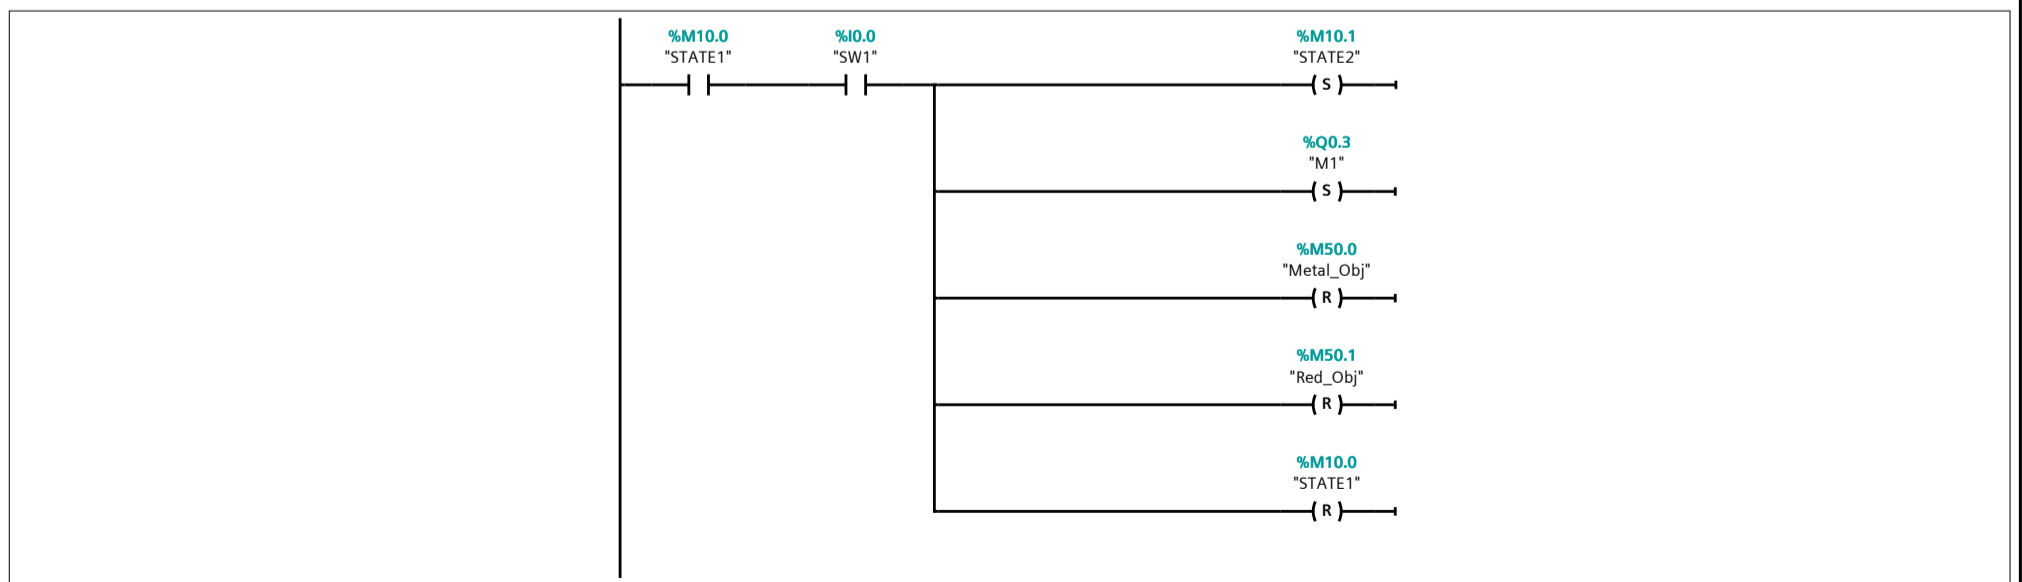 %M10.0
"STATE1"
%I0.0
"SW1"
%M10.1
"STATE2"
S
%Q0.3
"M1"
S
%M50.0
"Metal_Obj"
R
%M50.1
"Red_Obj"
R
%M10.0
"STATE1"
R